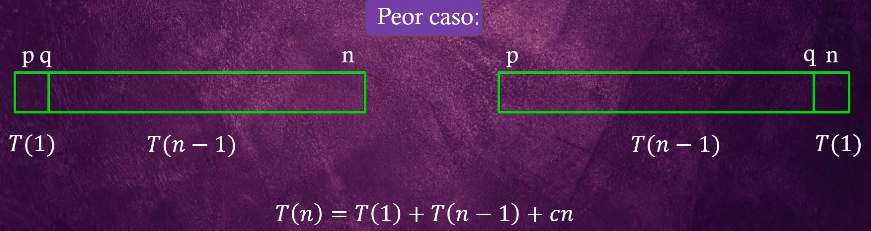 Peor caso:
p q n p q n
T(1) T(n − 1) T(n − 1) T(1)
T(n) = T(1) + T(n − 1) + cn